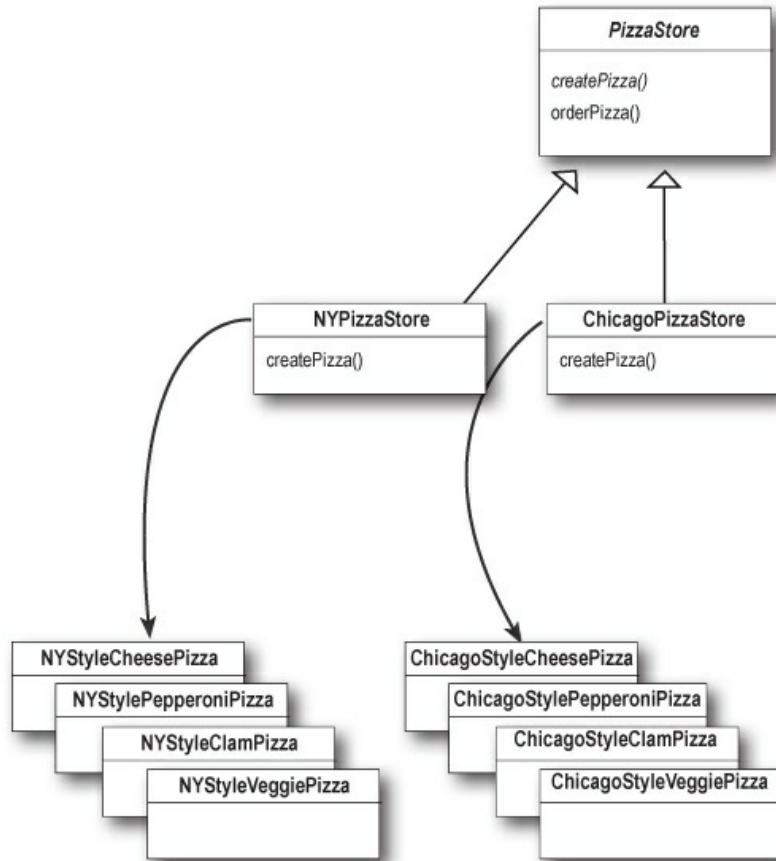 PizzaStore
createPizza()
orderPizza()
NYPizzaStore
createPizza()
ChicagoPizzaStore
createPizza()
NYStyleCheesePizza
NYStylePepperoniPizza
NYStyleClamPizza
NYStyleVeggiePizza
ChicagoStyleCheesePizza
ChicagoStylePepperoniPizza
ChicagoStyleClamPizza
ChicagoStyleVeggiePizza